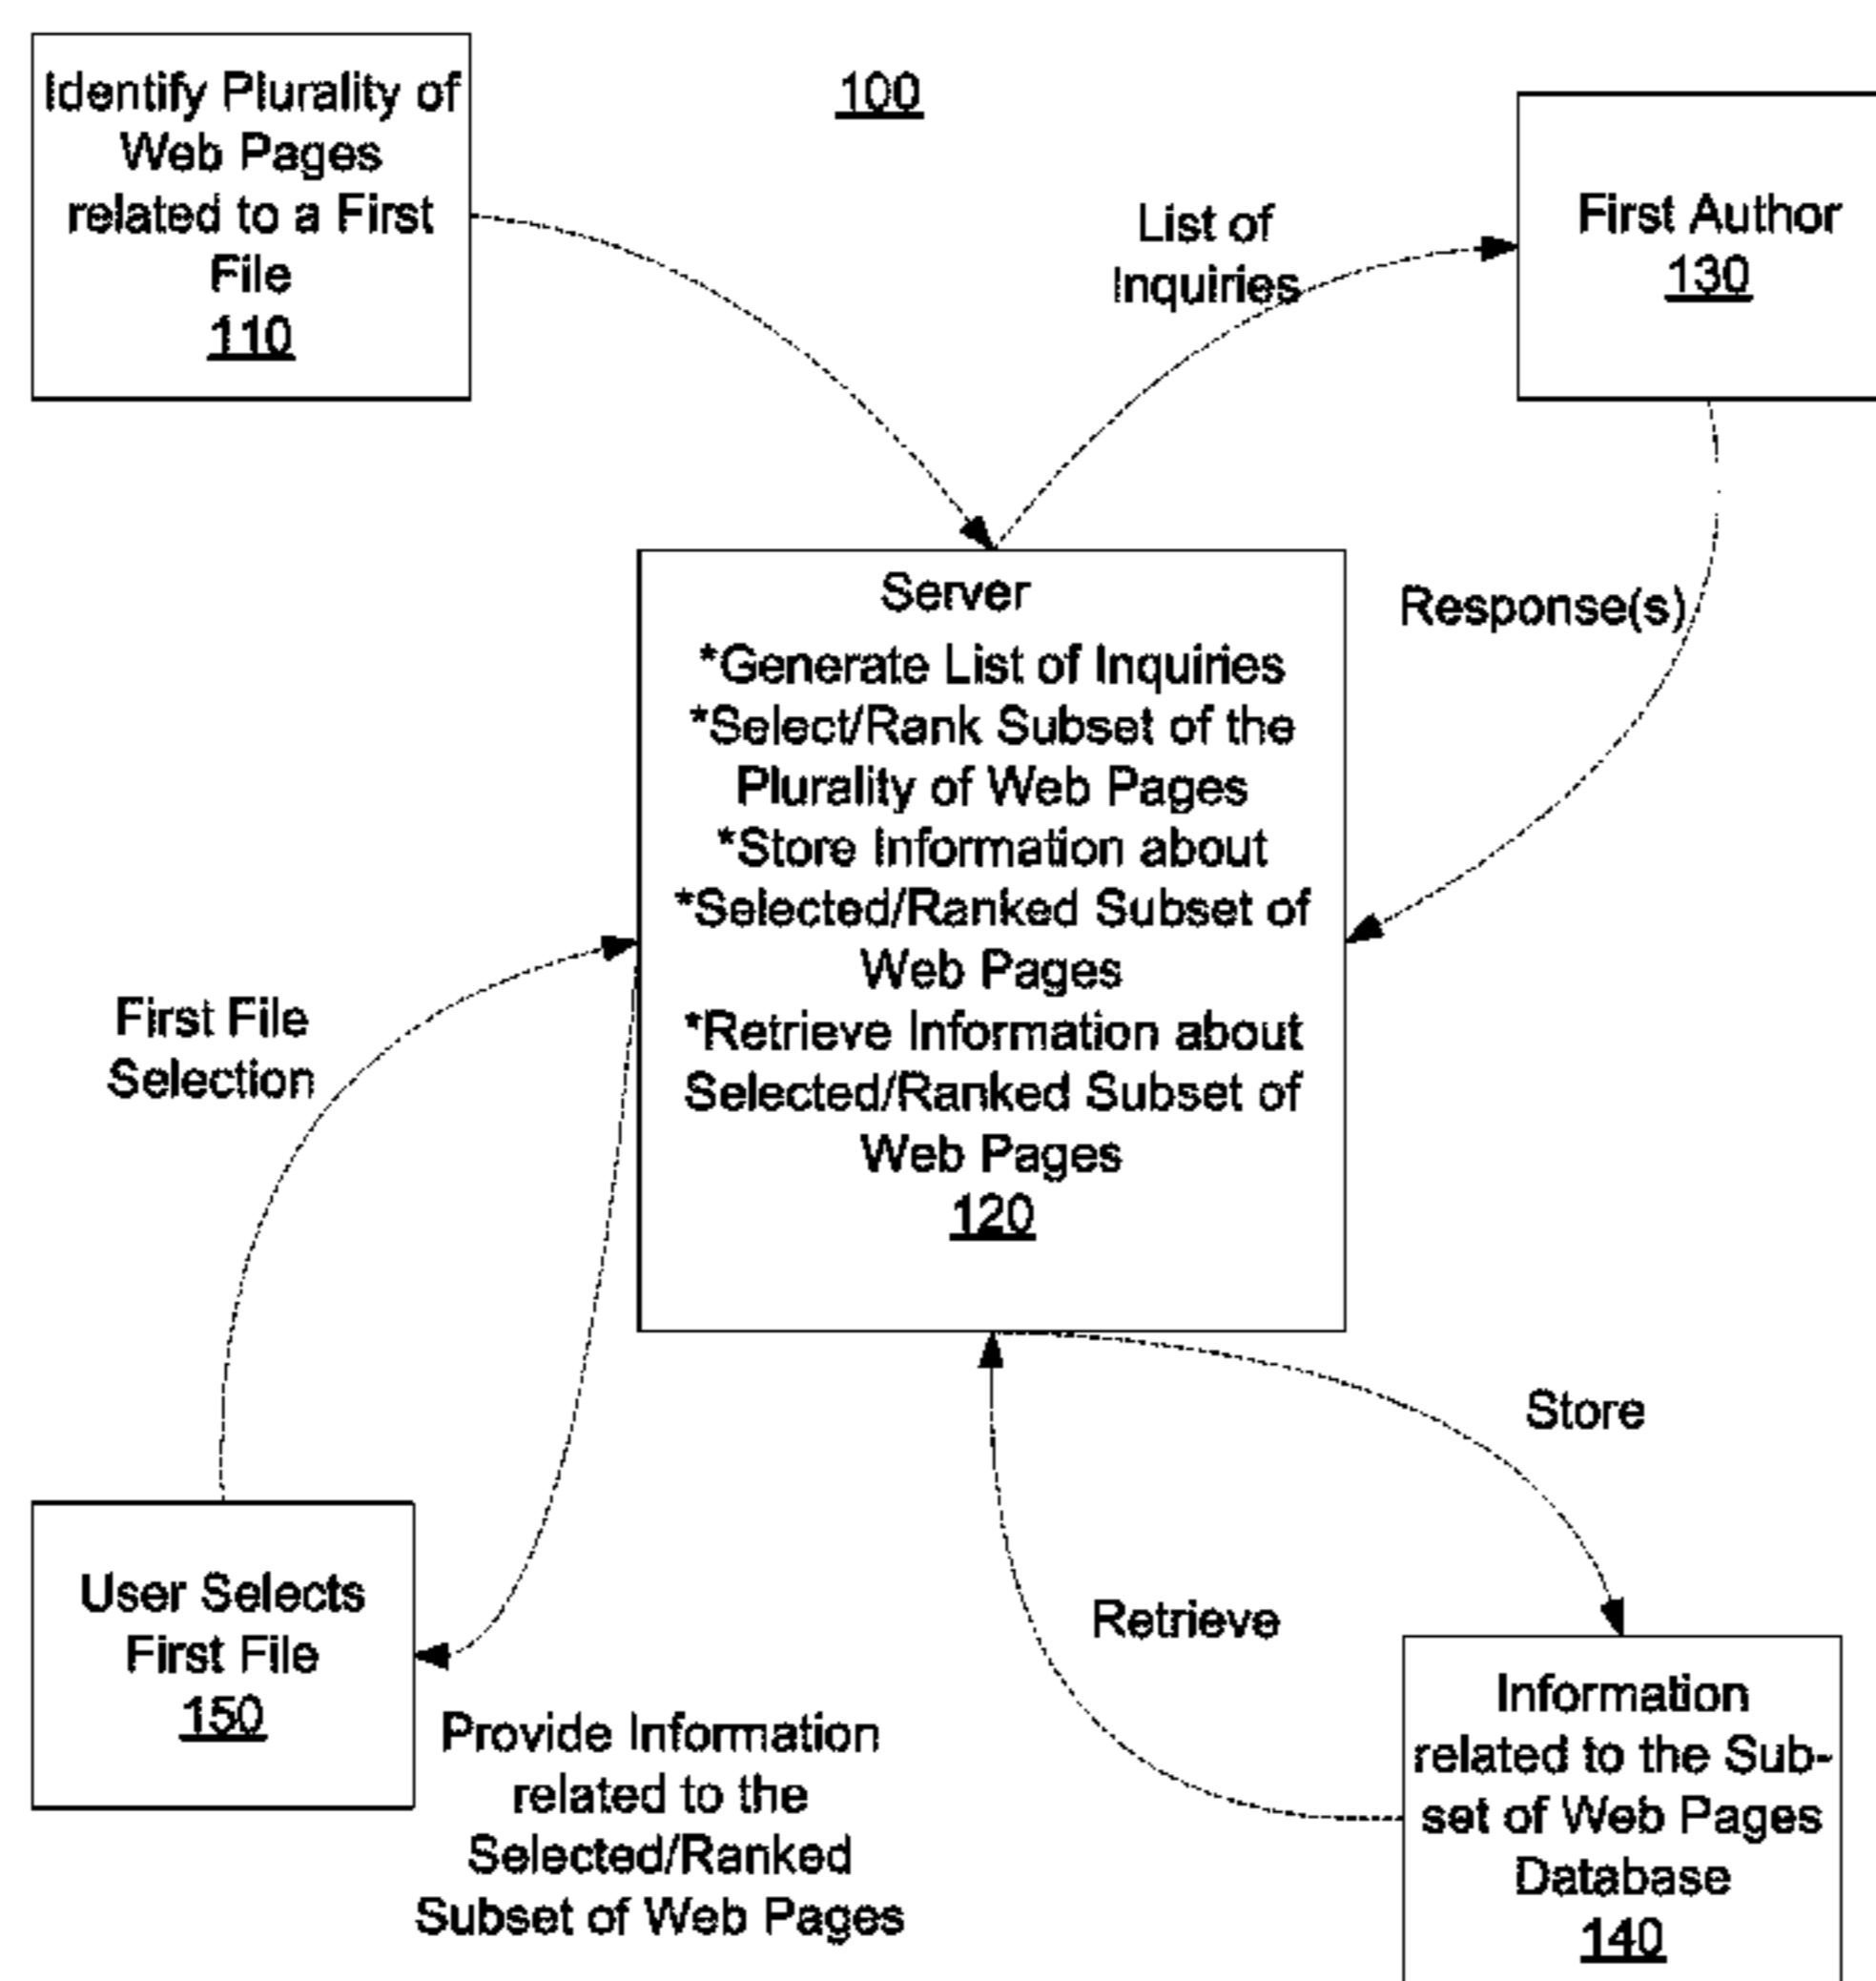 Identify Plurality of
Web Pages
related to a First
File
110
100
List of
Inquiries
First Author
130
Server
*Generate List of Inquiries
*Select/Rank Subset of the
Plurality of Web Pages
*Store Information about
*Selected/Ranked Subset of
Web Pages
*Retrieve Information about
Selected/Ranked Subset of
Web Pages
120
Response(s)
First File
Selection
User Selects
First File
150
Provide Information
related to the
Selected/Ranked
Subset of Web Pages
Store
Retrieve
Information
related to the Sub-
set of Web Pages
Database
140